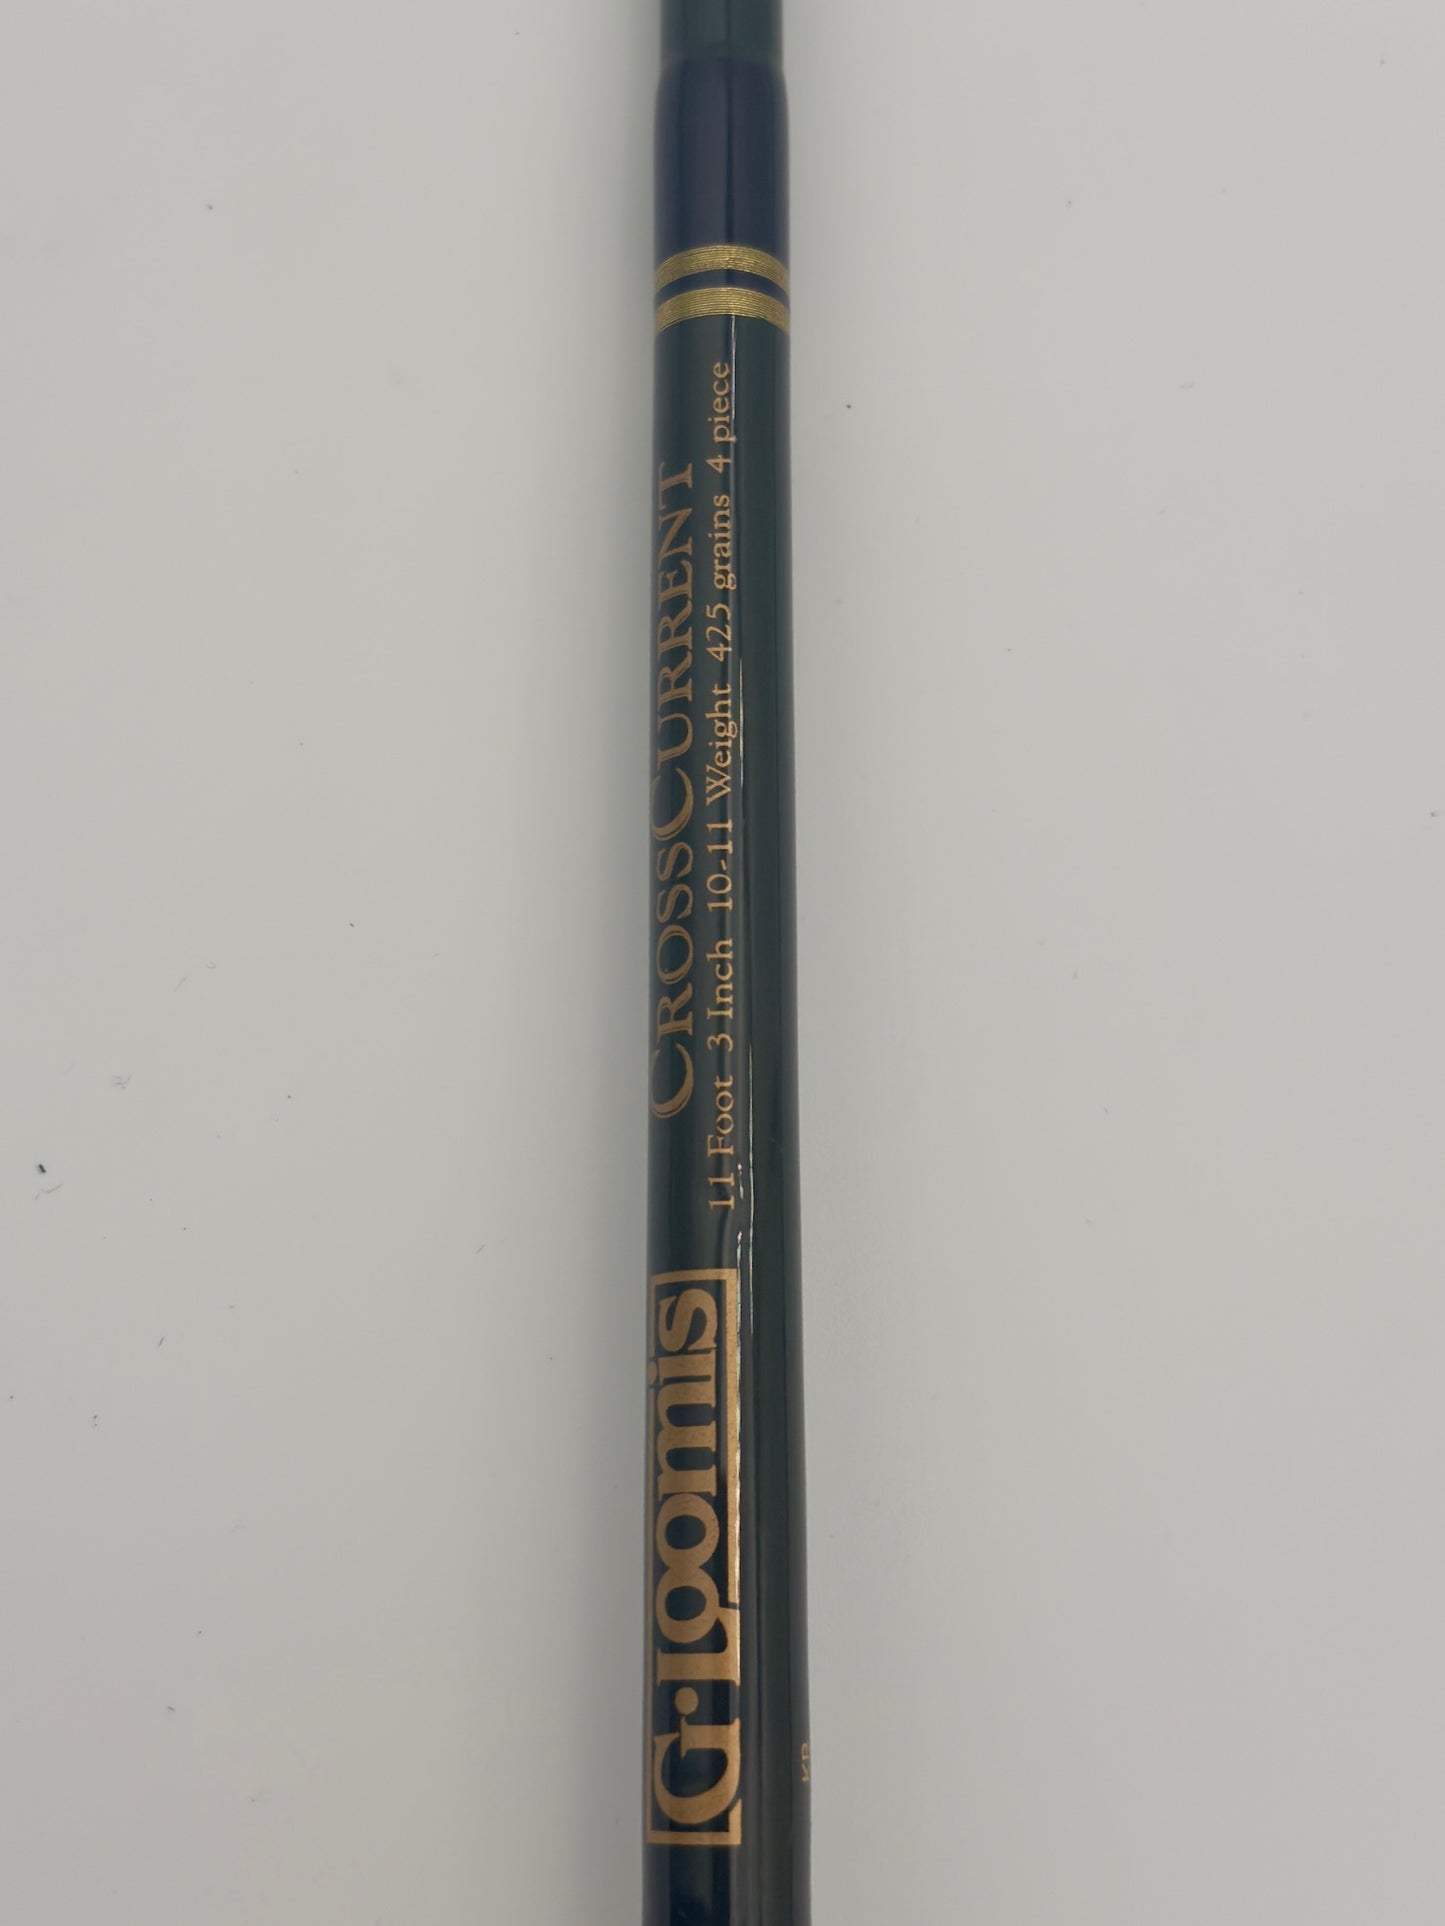 G·Loomis
CROSSCURRENT
11 Foot 3 Inch 10-11 Weight 425 grains 4 piece